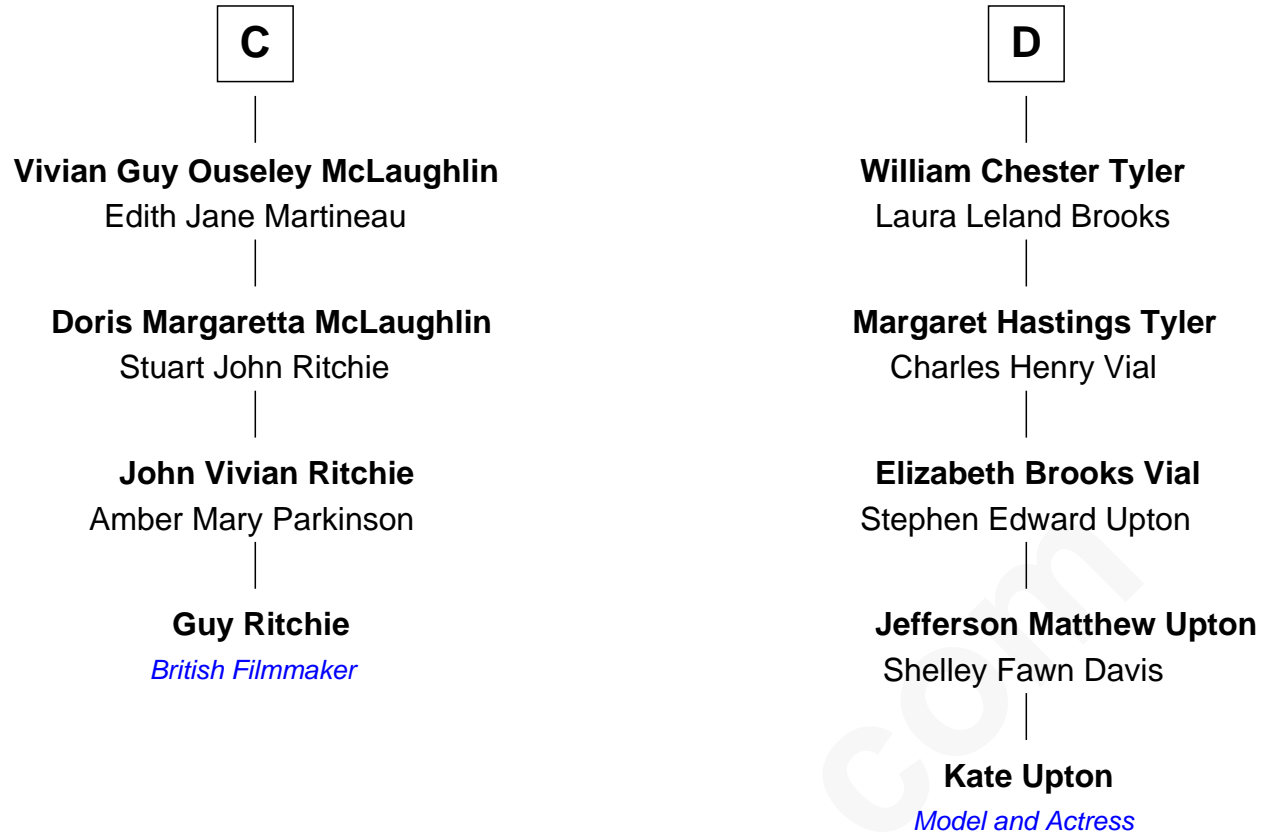 C
Vivian Guy Ouseley McLaughlin
Edith Jane Martineau
Doris Margaretta McLaughlin
Stuart John Ritchie
John Vivian Ritchie
Amber Mary Parkinson
Guy Ritchie
British Filmmaker
D
William Chester Tyler
Laura Leland Brooks
Margaret Hastings Tyler
Charles Henry Vial
Elizabeth Brooks Vial
Stephen Edward Upton
Jefferson Matthew Upton
Shelley Fawn Davis
Kate Upton
Model and Actress
com